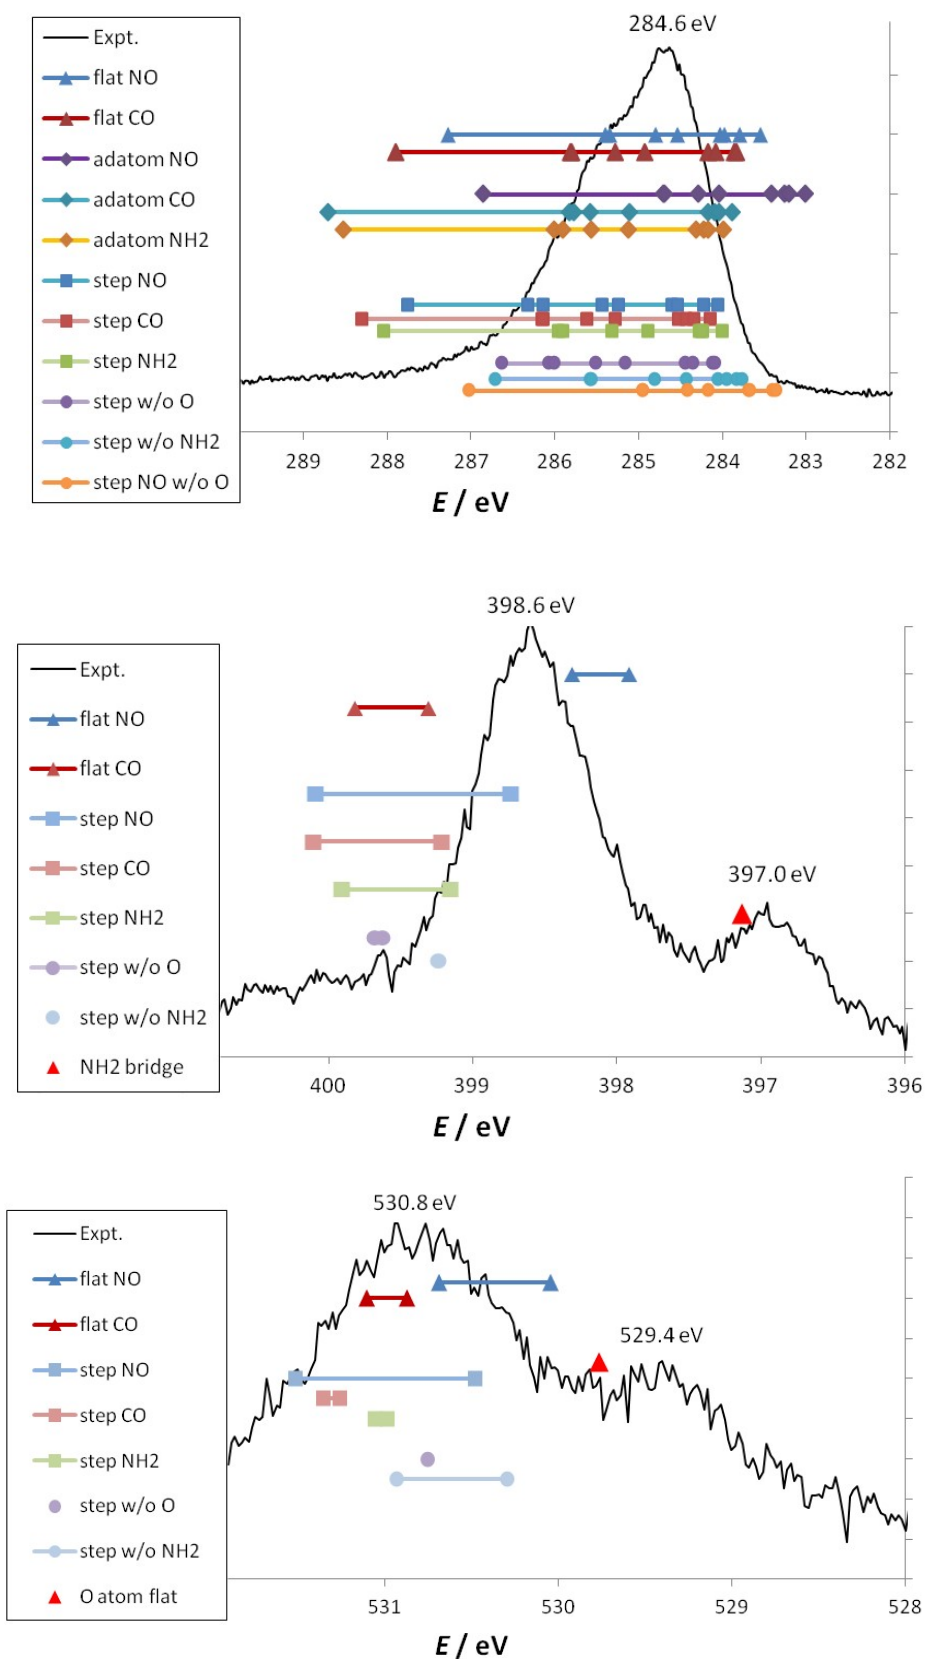 284.6 eV
Expt.
flat NO
flat CO
adatom NO
adatom CO
adatom NH2
step NO
step CO
step NH2
step w/o O
step w/o NH2
step NO w/o O
289 288 287 286 285 284 283 282
E / eV
398.6 eV
Expt.
flat NO
flat CO
step NO
step CO
step NH2
step w/o O
step w/o NH2
NH2 bridge
397.0 eV
400 399 398 397 396
E / eV
530.8 eV
Expt.
flat NO
flat CO
step NO
step CO
step NH2
step w/o O
step w/o NH2
O atom flat
529.4 eV
531 530 529 528
E / eV